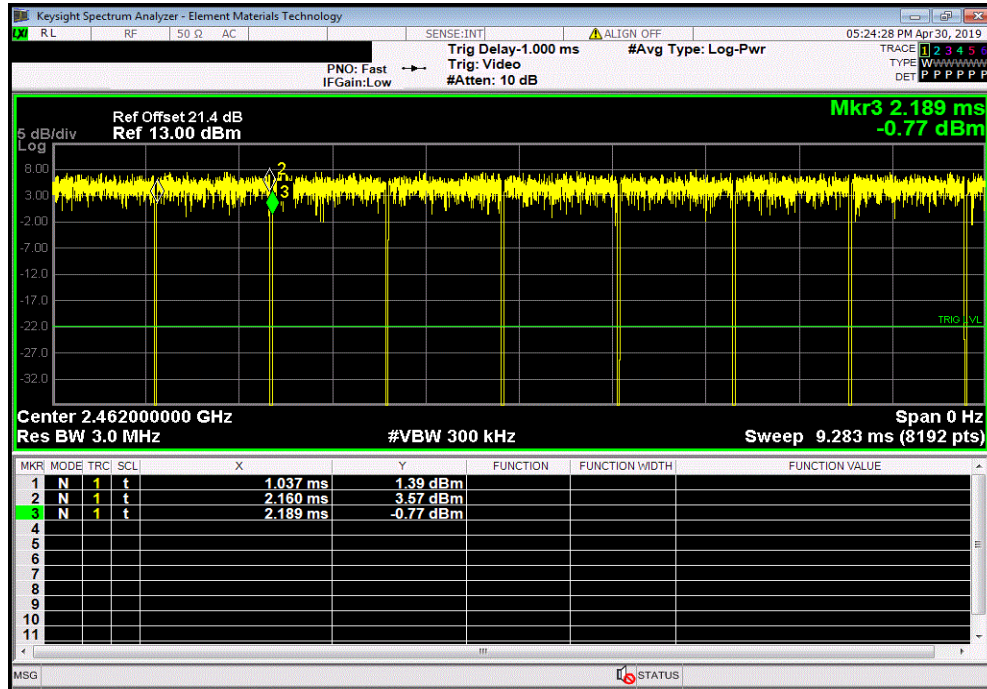 Keysight Spectrum Analyzer - Element Materials Technology
LXI RL RF 50 Ω AC SENSE:INT ALIGN OFF 05:24:28 PM Apr 30, 2019
Trig Delay-1.000 ms #Avg Type: Log-Pwr TRACE 1 2 3 4 5 6
PNO: Fast Trig: Video TYPE WWWWWW
IFGain:Low #Atten: 10 dB DET P P P P P P
Mkr3 2.189 ms
-0.77 dBm
Ref Offset 21.4 dB
5 dB/div Ref 13.00 dBm
Log
8.00
3.00
-2.00
-7.00
-12.0
-17.0
-22.0
-27.0
-32.0
2
3
Center 2.462000000 GHz Span 0 Hz
Res BW 3.0 MHz #VBW 300 kHz Sweep 9.283 ms (8192 pts)
MKR MODE TRC SCL X Y FUNCTION FUNCTION WIDTH FUNCTION VALUE
1 N 1 t 1.037 ms 1.39 dBm
2 N 1 t 2.160 ms 3.57 dBm
3 N 1 t 2.189 ms -0.77 dBm
4
5
6
7
8
9
10
11
MSG STATUS